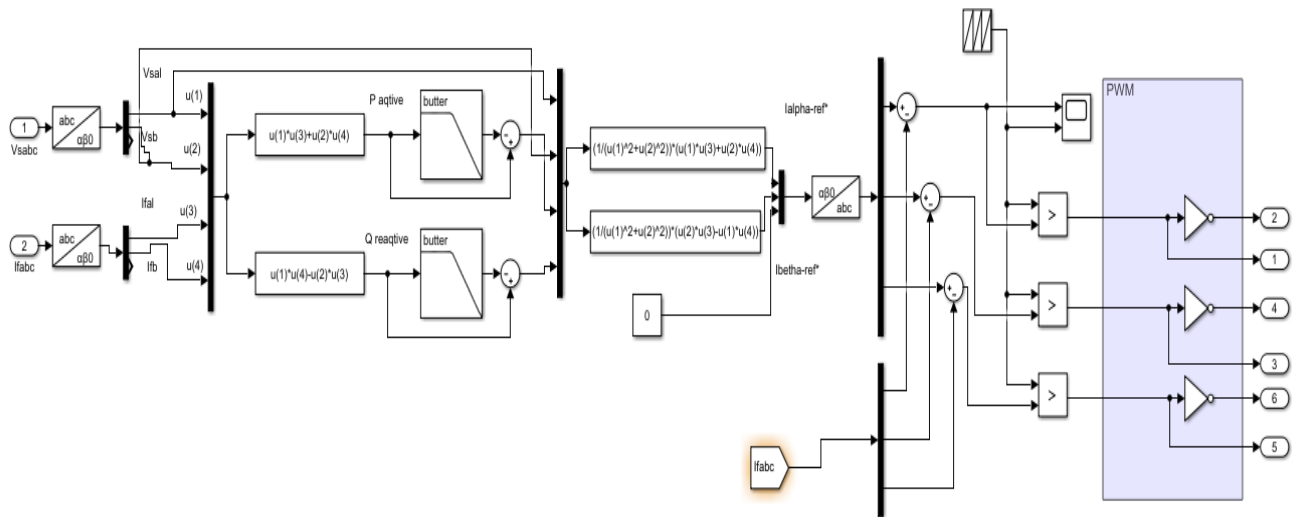 1
Vsabc
abc
αβ0
Vsal
Vsb
u(1)
u(2)
2
Ifabc
abc
αβ0
Ifal
Ifb
u(3)
u(4)
u(1)*u(3)+u(2)*u(4)
P aqtive
butter
u(1)*u(4)-u(2)*u(3)
Q reaqtive
butter
(1/(u(1)^2+u(2)^2))*(u(1)*u(3)+u(2)*u(4))
(1/(u(1)^2+u(2)^2))*(u(2)*u(3)-u(1)*u(4))
0
Ialpha-ref*
αβ0
abc
Ibetha-ref*
Ifabc
>
>
>
PWM
2
1
4
3
6
5